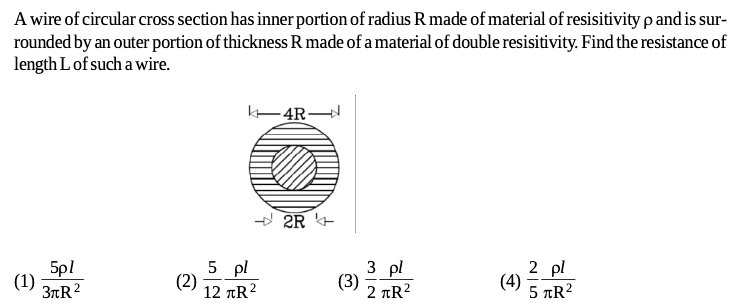 A wire of circular cross section has inner portion of radius R made of material of resisitivity ρ and is sur-
rounded by an outer portion of thickness R made of a material of double resisitivity. Find the resistance of
length L of such a wire.
4R
2R
(1) 5ρl / 3πR² (2) 5/12 ρl/πR² (3) 3/2 ρl/πR² (4) 2/5 ρl/πR²